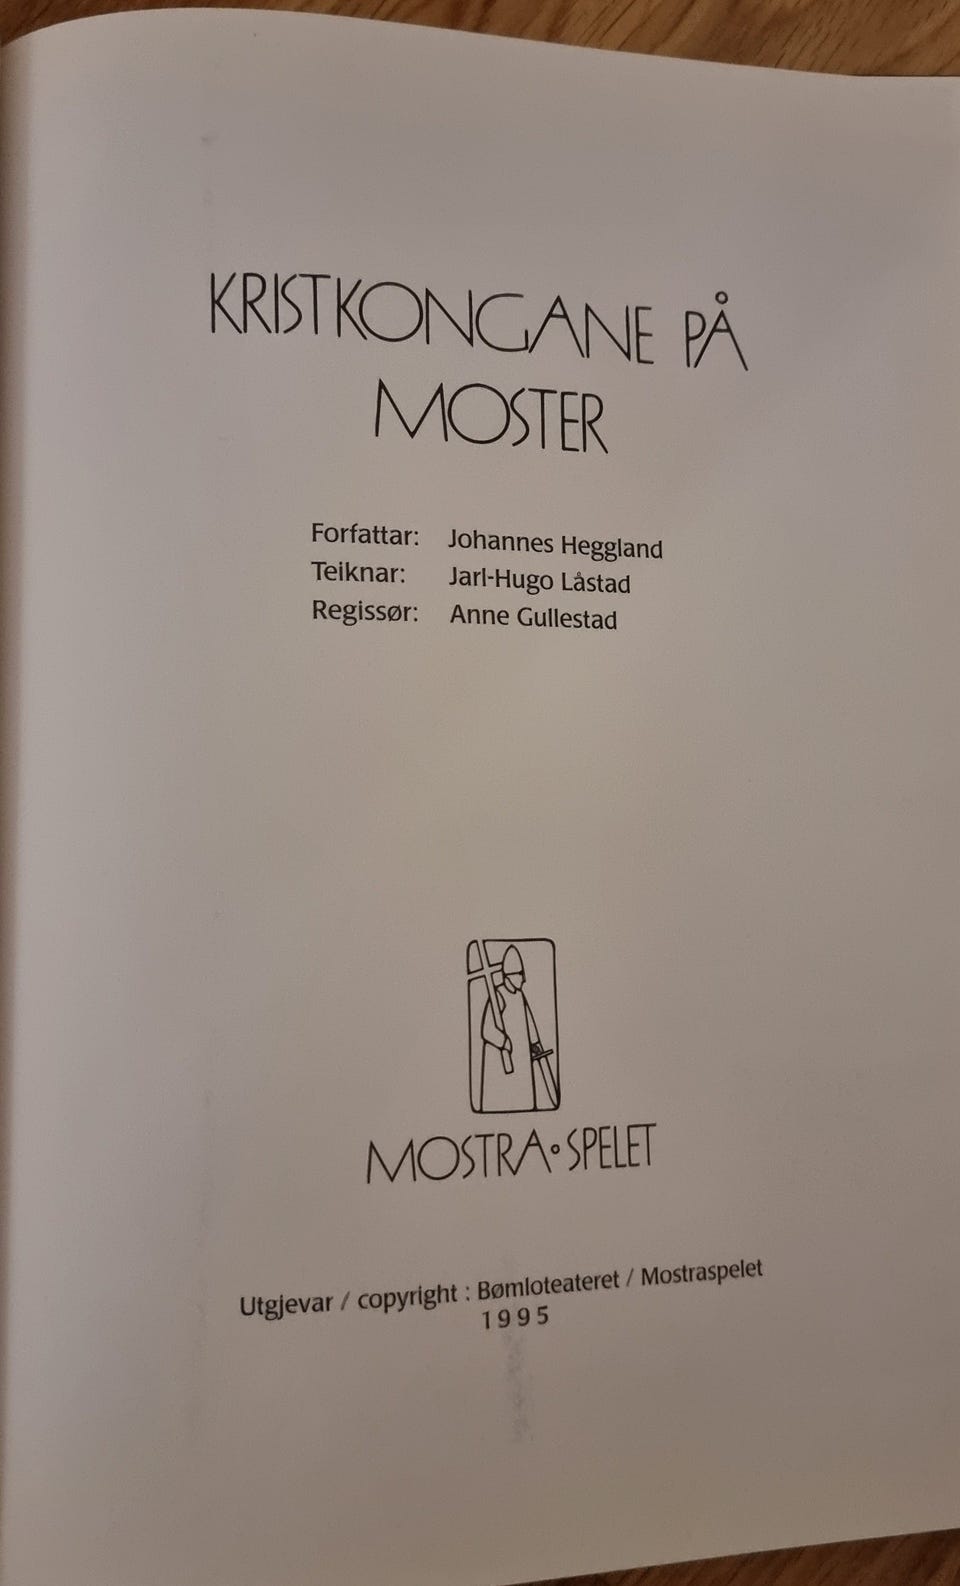 KRISTKONGANE PÅ
MOSTER
Forfattar: Johannes Heggland
Teiknar: Jarl-Hugo Låstad
Regissør: Anne Gullestad
MOSTRA∘SPELET
Utgjevar / copyright : Bømloteateret / Mostraspelet
1995